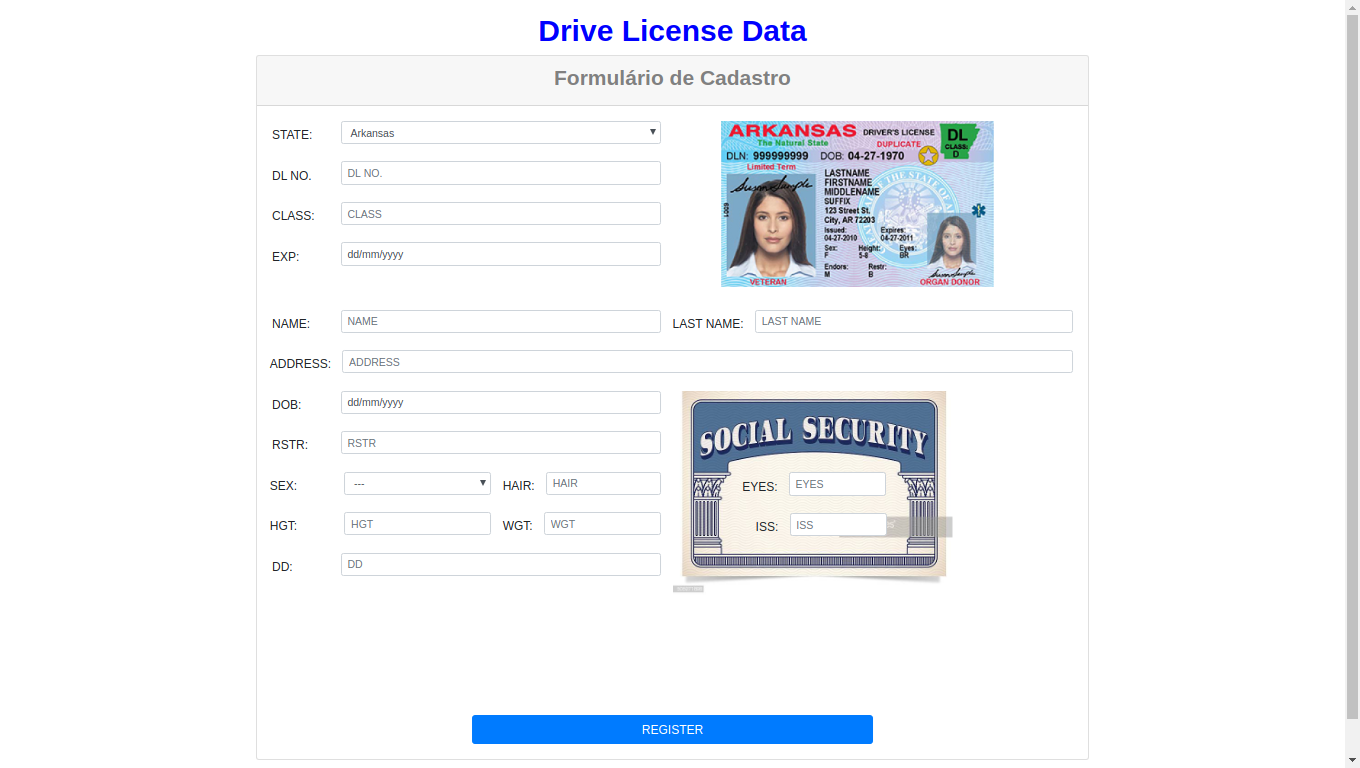 Drive License Data
Formulário de Cadastro
STATE: Arkansas
DL NO. DL NO.
CLASS: CLASS
EXP: dd/mm/yyyy
ARKANSAS DRIVER'S LICENSE DL
The Natural State DUPLICATE CLASS:
D
DLN: 999999999 DOB: 04-27-1970
Limited Term
LASTNAME
FIRSTNAME
MIDDLENAME
SUFFIX
123 Street St.
City, AR 72203
Issued: Expires:
04-27-2010 04-27-2011
Sex: Height: Eyes:
F 5-8 BR
Endors: Restr:
M B
VETERAN ORGAN DONOR
NAME: NAME LAST NAME: LAST NAME
ADDRESS: ADDRESS
DOB: dd/mm/yyyy
RSTR: RSTR
SEX: --- HAIR: HAIR
HGT: HGT WGT: WGT
DD: DD
SOCIAL SECURITY
EYES: EYES
ISS: ISS
REGISTER